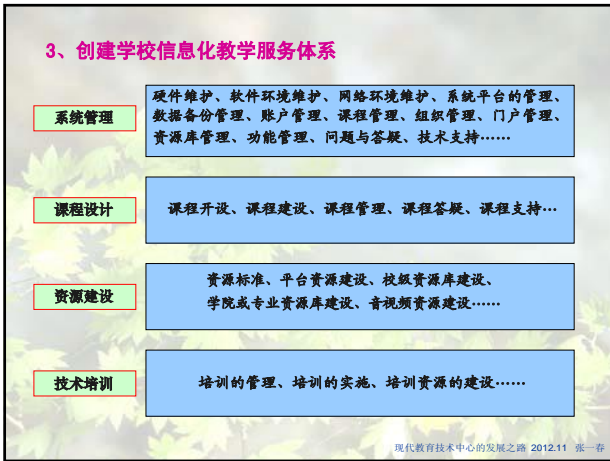 3、创建学校信息化教学服务体系
系统管理
硬件维护、软件环境维护、网络环境维护、系统平台的管理、
数据备份管理、账户管理、课程管理、组织管理、门户管理、
资源库管理、功能管理、问题与答疑、技术支持……
课程设计
课程开设、课程建设、课程管理、课程答疑、课程支持…
资源建设
资源标准、平台资源建设、校级资源库建设、
学院或专业资源库建设、音视频资源建设……
技术培训
培训的管理、培训的实施、培训资源的建设……
现代教育技术中心的发展之路 2012.11 张一春